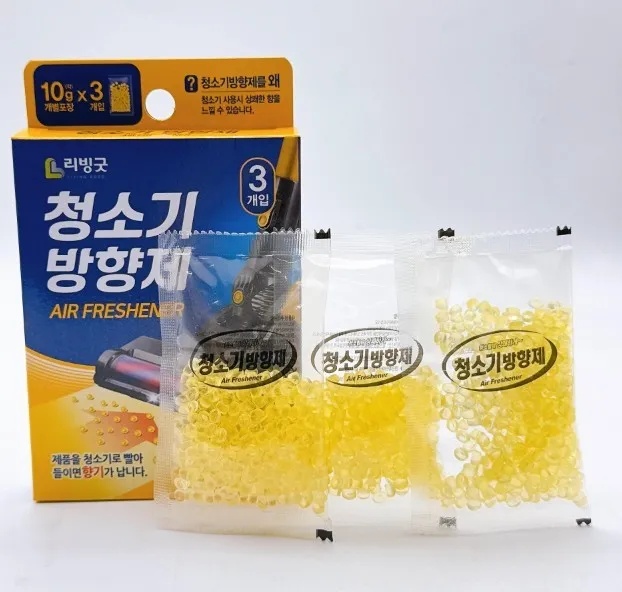 10g x 3
개별포장 개입
? 청소기방향제를 왜
청소기 사용시 상쾌한 향을
느낄 수 있습니다.
리빙굿
LIVING GOOD
3
개입
청소기
방향제
AIR FRESHENER
제품을 청소기로 빨아
들이면 향기가 납니다.
청소기방향제
Air Freshener
청소기방향제
Air Freshener
청소기방향제
Air Freshener